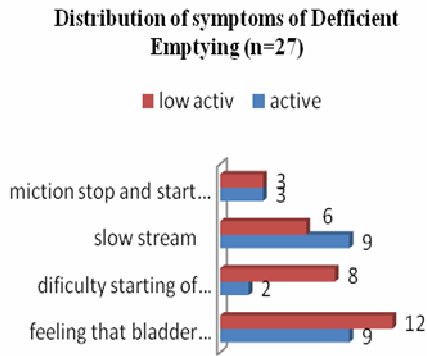 Distribution of symptoms of Defficient
Emptying (n=27)
low activ active
miction stop and start... 3
3
slow stream 6
9
dificulty starting of... 8
2
feeling that bladder... 12
9